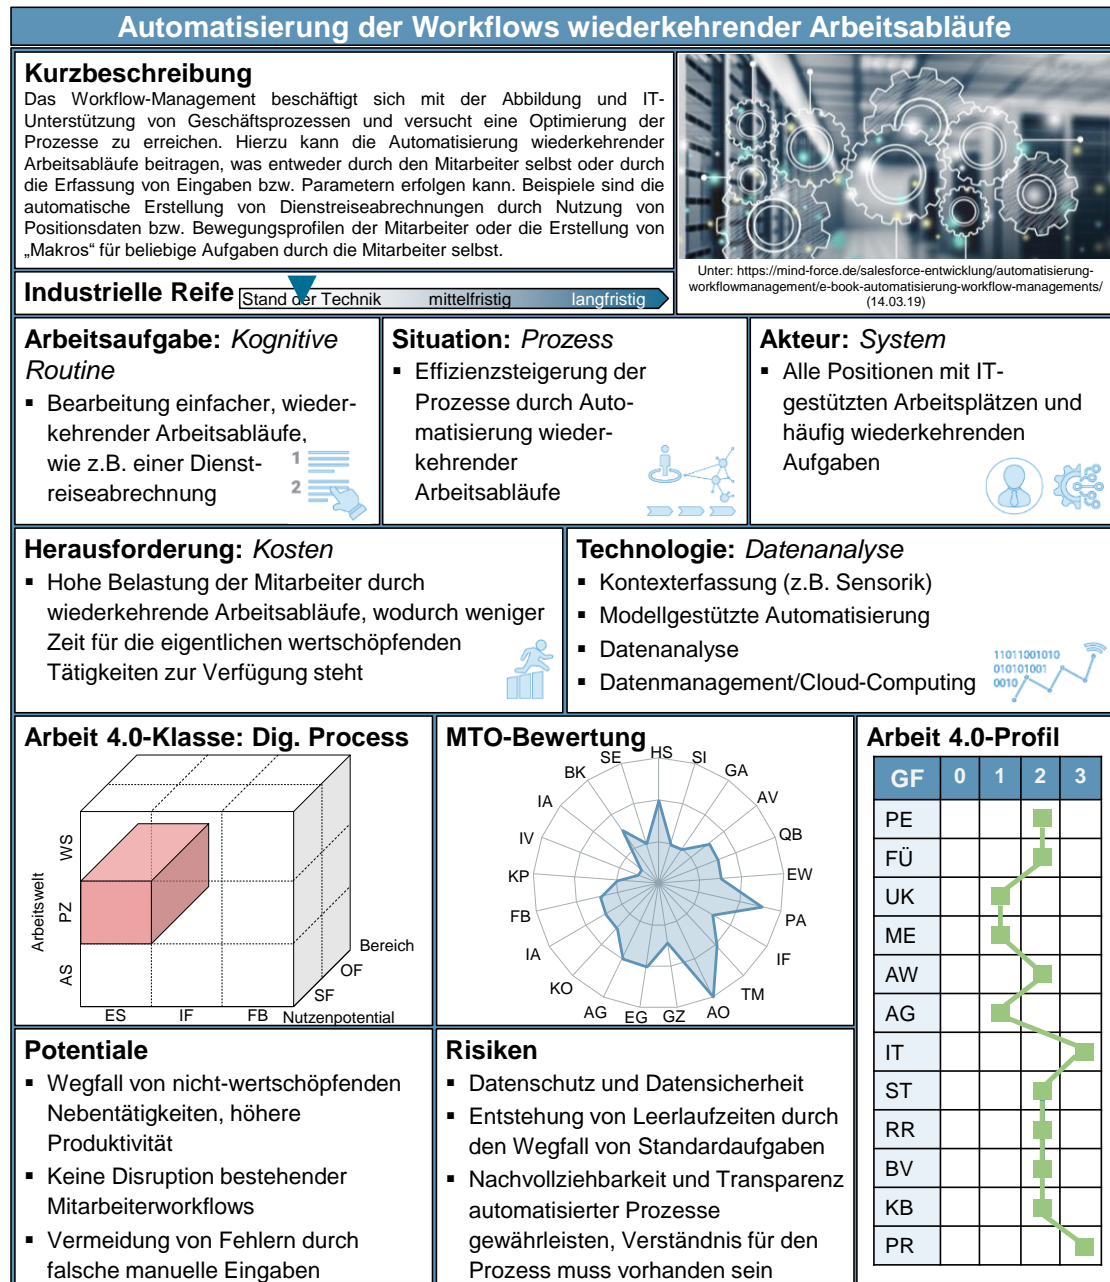 Automatisierung der Workflows wiederkehrender Arbeitsabläufe
Kurzbeschreibung
Das Workflow-Management beschäftigt sich mit der Abbildung und IT-
Unterstützung von Geschäftsprozessen und versucht eine Optimierung der
Prozesse zu erreichen. Hierzu kann die Automatisierung wiederkehrender
Arbeitsabläufe beitragen, was entweder durch den Mitarbeiter selbst oder durch
die Erfassung von Eingaben bzw. Parametern erfolgen kann. Beispiele sind die
automatische Erstellung von Dienstreiseabrechnungen durch Nutzung von
Positionsdaten bzw. Bewegungsprofilen der Mitarbeiter oder die Erstellung von
„Makros“ für beliebige Aufgaben durch die Mitarbeiter selbst.
Unter: https://mind-force.de/salesforce-entwicklung/automatisierung-
workflowmanagement/e-book-automatisierung-workflow-managements/
(14.03.19)
Industrielle Reife
Stand der Technik mittelfristig langfristig
Arbeitsaufgabe: Kognitive
Routine
▪ Bearbeitung einfacher, wieder-
kehrender Arbeitsabläufe,
wie z.B. einer Dienst-
reiseabrechnung
1
2
Situation: Prozess
▪ Effizienzsteigerung der
Prozesse durch Auto-
matisierung wieder-
kehrender
Arbeitsabläufe
Akteur: System
▪ Alle Positionen mit IT-
gestützten Arbeitsplätzen und
häufig wiederkehrenden
Aufgaben
Herausforderung: Kosten
▪ Hohe Belastung der Mitarbeiter durch
wiederkehrende Arbeitsabläufe, wodurch weniger
Zeit für die eigentlichen wertschöpfenden
Tätigkeiten zur Verfügung steht
Technologie: Datenanalyse
▪ Kontexterfassung (z.B. Sensorik)
▪ Modellgestützte Automatisierung
▪ Datenanalyse
▪ Datenmanagement/Cloud-Computing
11011001010
010101001
0010
Arbeit 4.0-Klasse: Dig. Process
Arbeitswelt
WS
PZ
AS
ES IF FB Nutzenpotential
SF
OF
Bereich
MTO-Bewertung
HS
SI
GA
AV
QB
EW
PA
IF
TM
AO
GZ
EG
AG
KO
IA
FB
KP
IV
IA
BK
SE
Arbeit 4.0-Profil
GF 0 1 2 3
PE
FÜ
UK
ME
AW
AG
IT
ST
RR
BV
KB
PR
Potentiale
▪ Wegfall von nicht-wertschöpfenden
Nebentätigkeiten, höhere
Produktivität
▪ Keine Disruption bestehender
Mitarbeiterworkflows
▪ Vermeidung von Fehlern durch
falsche manuelle Eingaben
Risiken
▪ Datenschutz und Datensicherheit
▪ Entstehung von Leerlaufzeiten durch
den Wegfall von Standardaufgaben
▪ Nachvollziehbarkeit und Transparenz
automatisierter Prozesse
gewährleisten, Verständnis für den
Prozess muss vorhanden sein